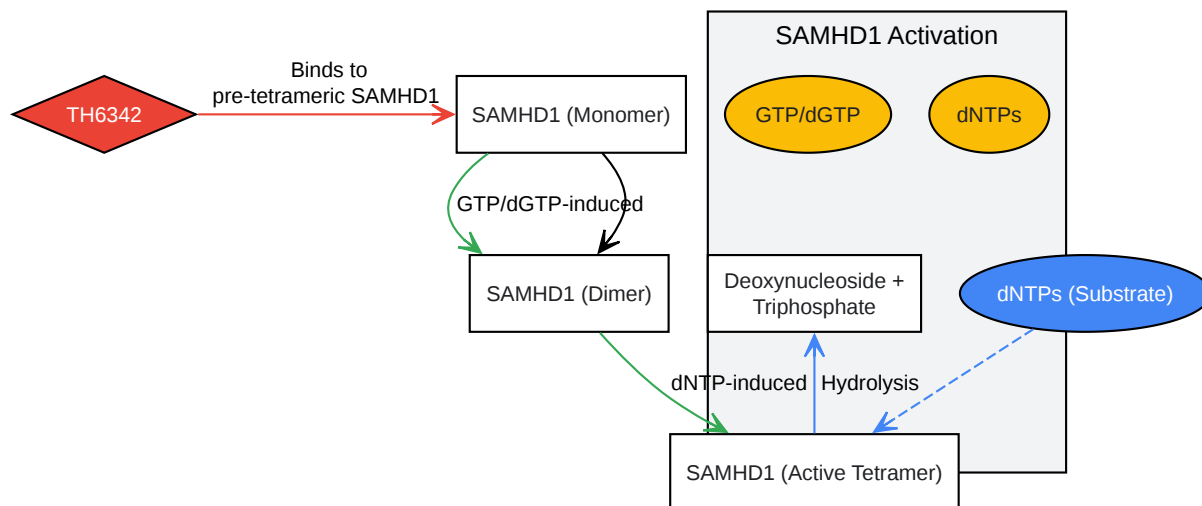 SAMHD1 Activation
Binds to
pre-tetrameric SAMHD1
TH6342
SAMHD1 (Monomer)
GTP/dGTP
dNTPs
GTP/dGTP-induced
SAMHD1 (Dimer)
Deoxynucleoside +
Triphosphate
dNTPs (Substrate)
dNTP-induced
Hydrolysis
SAMHD1 (Active Tetramer)